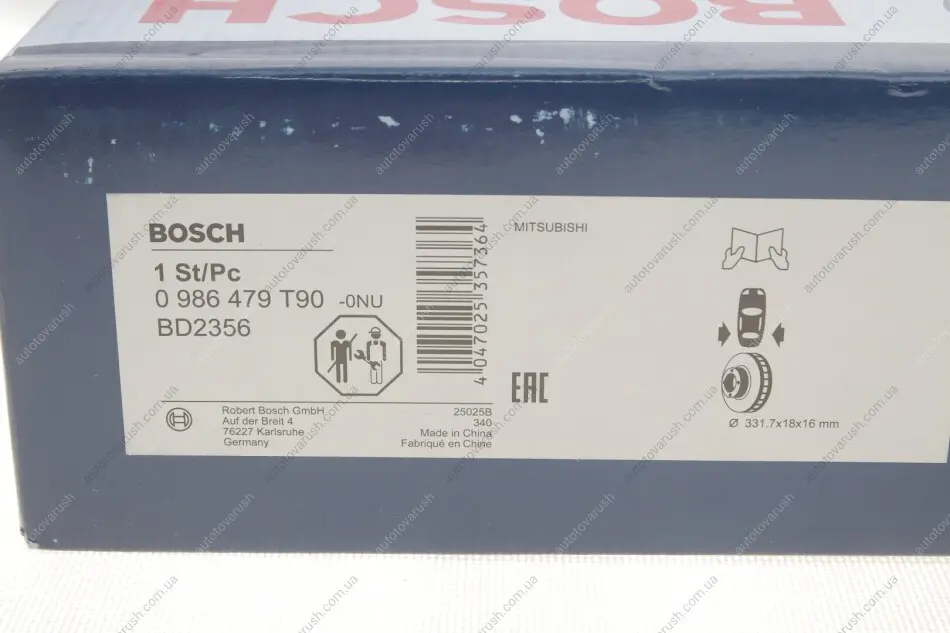 BOSCH
BOSCH
1 St/Pc
0 986 479 T90 -0NU
BD2356
4 047025 357364
MITSUBISHI
EAC
Ø 331.7x18x16 mm
Robert Bosch GmbH
Auf der Breit 4
76227 Karlsruhe
Germany
25025B
340
Made in China
Fabriqué en Chine
autotovarush.com.ua